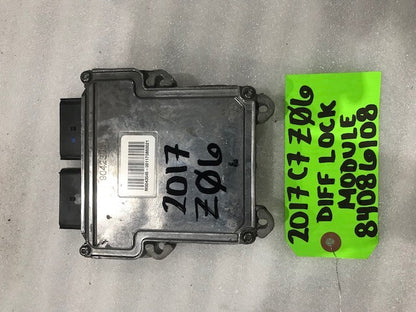 2017
Z06
2017 C7 Z06
DIFF LOCK
MODULE
84086108